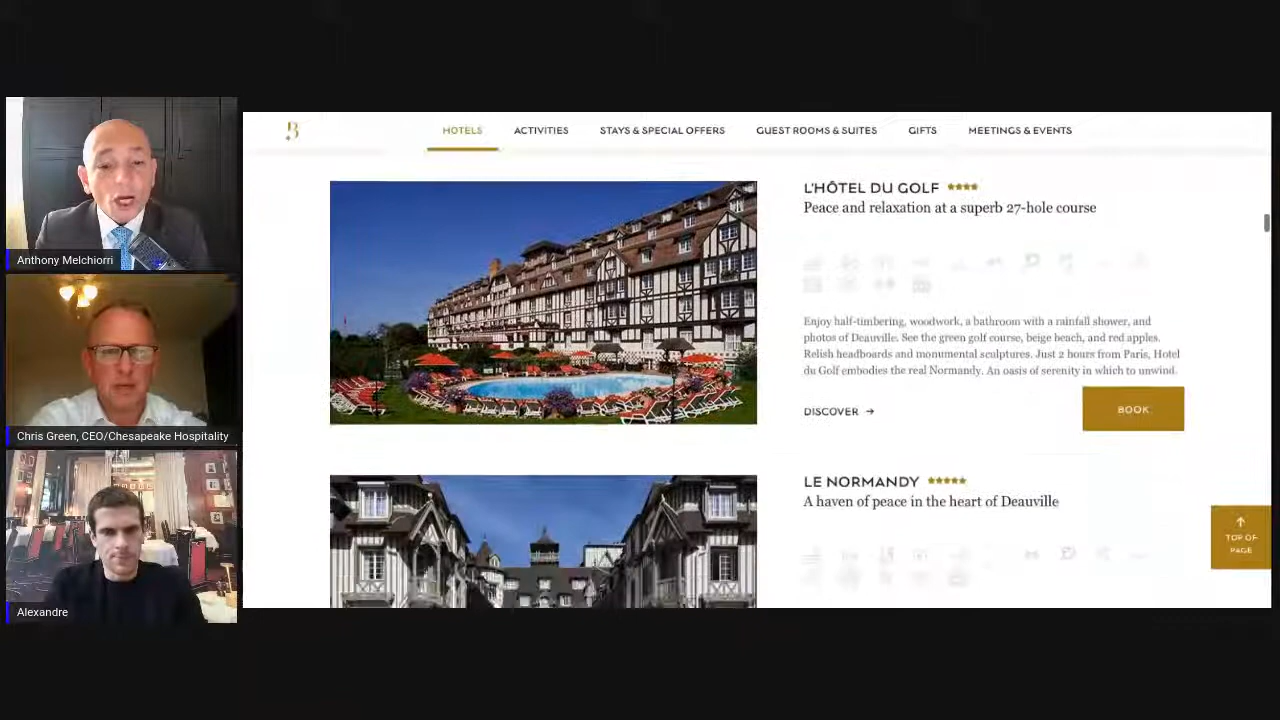 HOTELS ACTIVITIES STAYS & SPECIAL OFFERS GUEST ROOMS & SUITES GIFTS MEETINGS & EVENTS
L'HÔTEL DU GOLF
Peace and relaxation at a superb 27-hole course
Enjoy half-timbering, woodwork, a bathroom with a rainfall shower, and
photos of Deauville. See the green golf course, beige beach, and red apples.
Relish headboards and monumental sculptures. Just 2 hours from Paris, Hotel
du Golf embodies the real Normandy. An oasis of serenity in which to unwind.
DISCOVER →
BOOK
LE NORMANDY
A haven of peace in the heart of Deauville
TOP OF
PAGE
Anthony Melchiorri
Chris Green, CEO/Chesapeake Hospitality
Alexandre